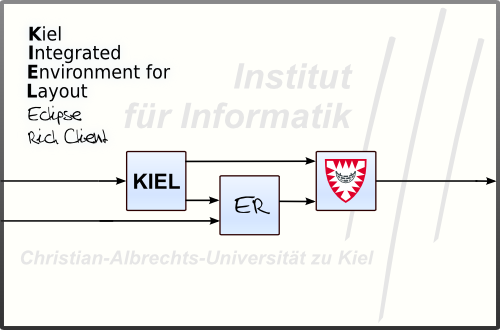 Kiel
Integrated
Environment for
Layout
Eclipse
Rich Client
Institut
für Informatik
KIEL
ER
Christian-Albrechts-Universität zu Kiel